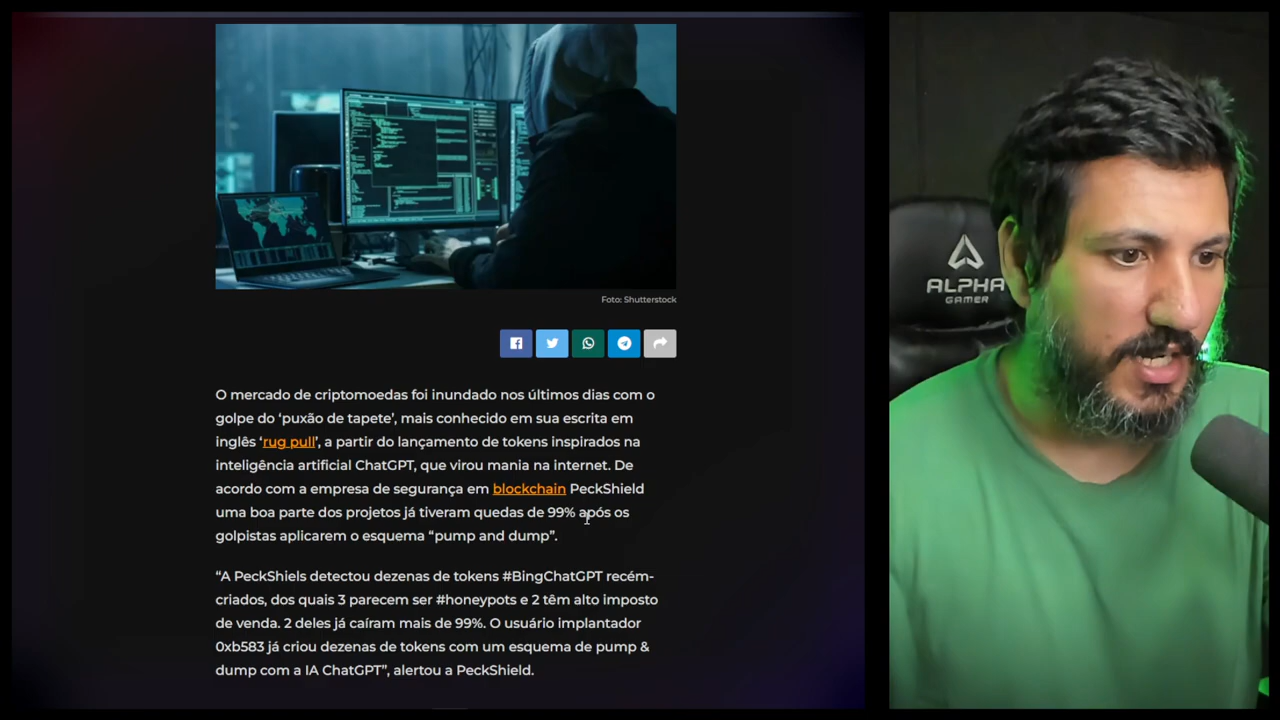 Foto: Shutterstock
O mercado de criptomoedas foi inundado nos últimos dias com o
golpe do ‘puxão de tapete’, mais conhecido em sua escrita em
inglês ‘rug pull’, a partir do lançamento de tokens inspirados na
inteligência artificial ChatGPT, que virou mania na internet. De
acordo com a empresa de segurança em blockchain PeckShield
uma boa parte dos projetos já tiveram quedas de 99% após os
golpistas aplicarem o esquema “pump and dump”.
“A PeckShiels detectou dezenas de tokens #BingChatGPT recém-
criados, dos quais 3 parecem ser #honeypots e 2 têm alto imposto
de venda. 2 deles já caíram mais de 99%. O usuário implantador
0xb583 já criou dezenas de tokens com um esquema de pump &
dump com a IA ChatGPT”, alertou a PeckShield.
ALPHA
GAMER